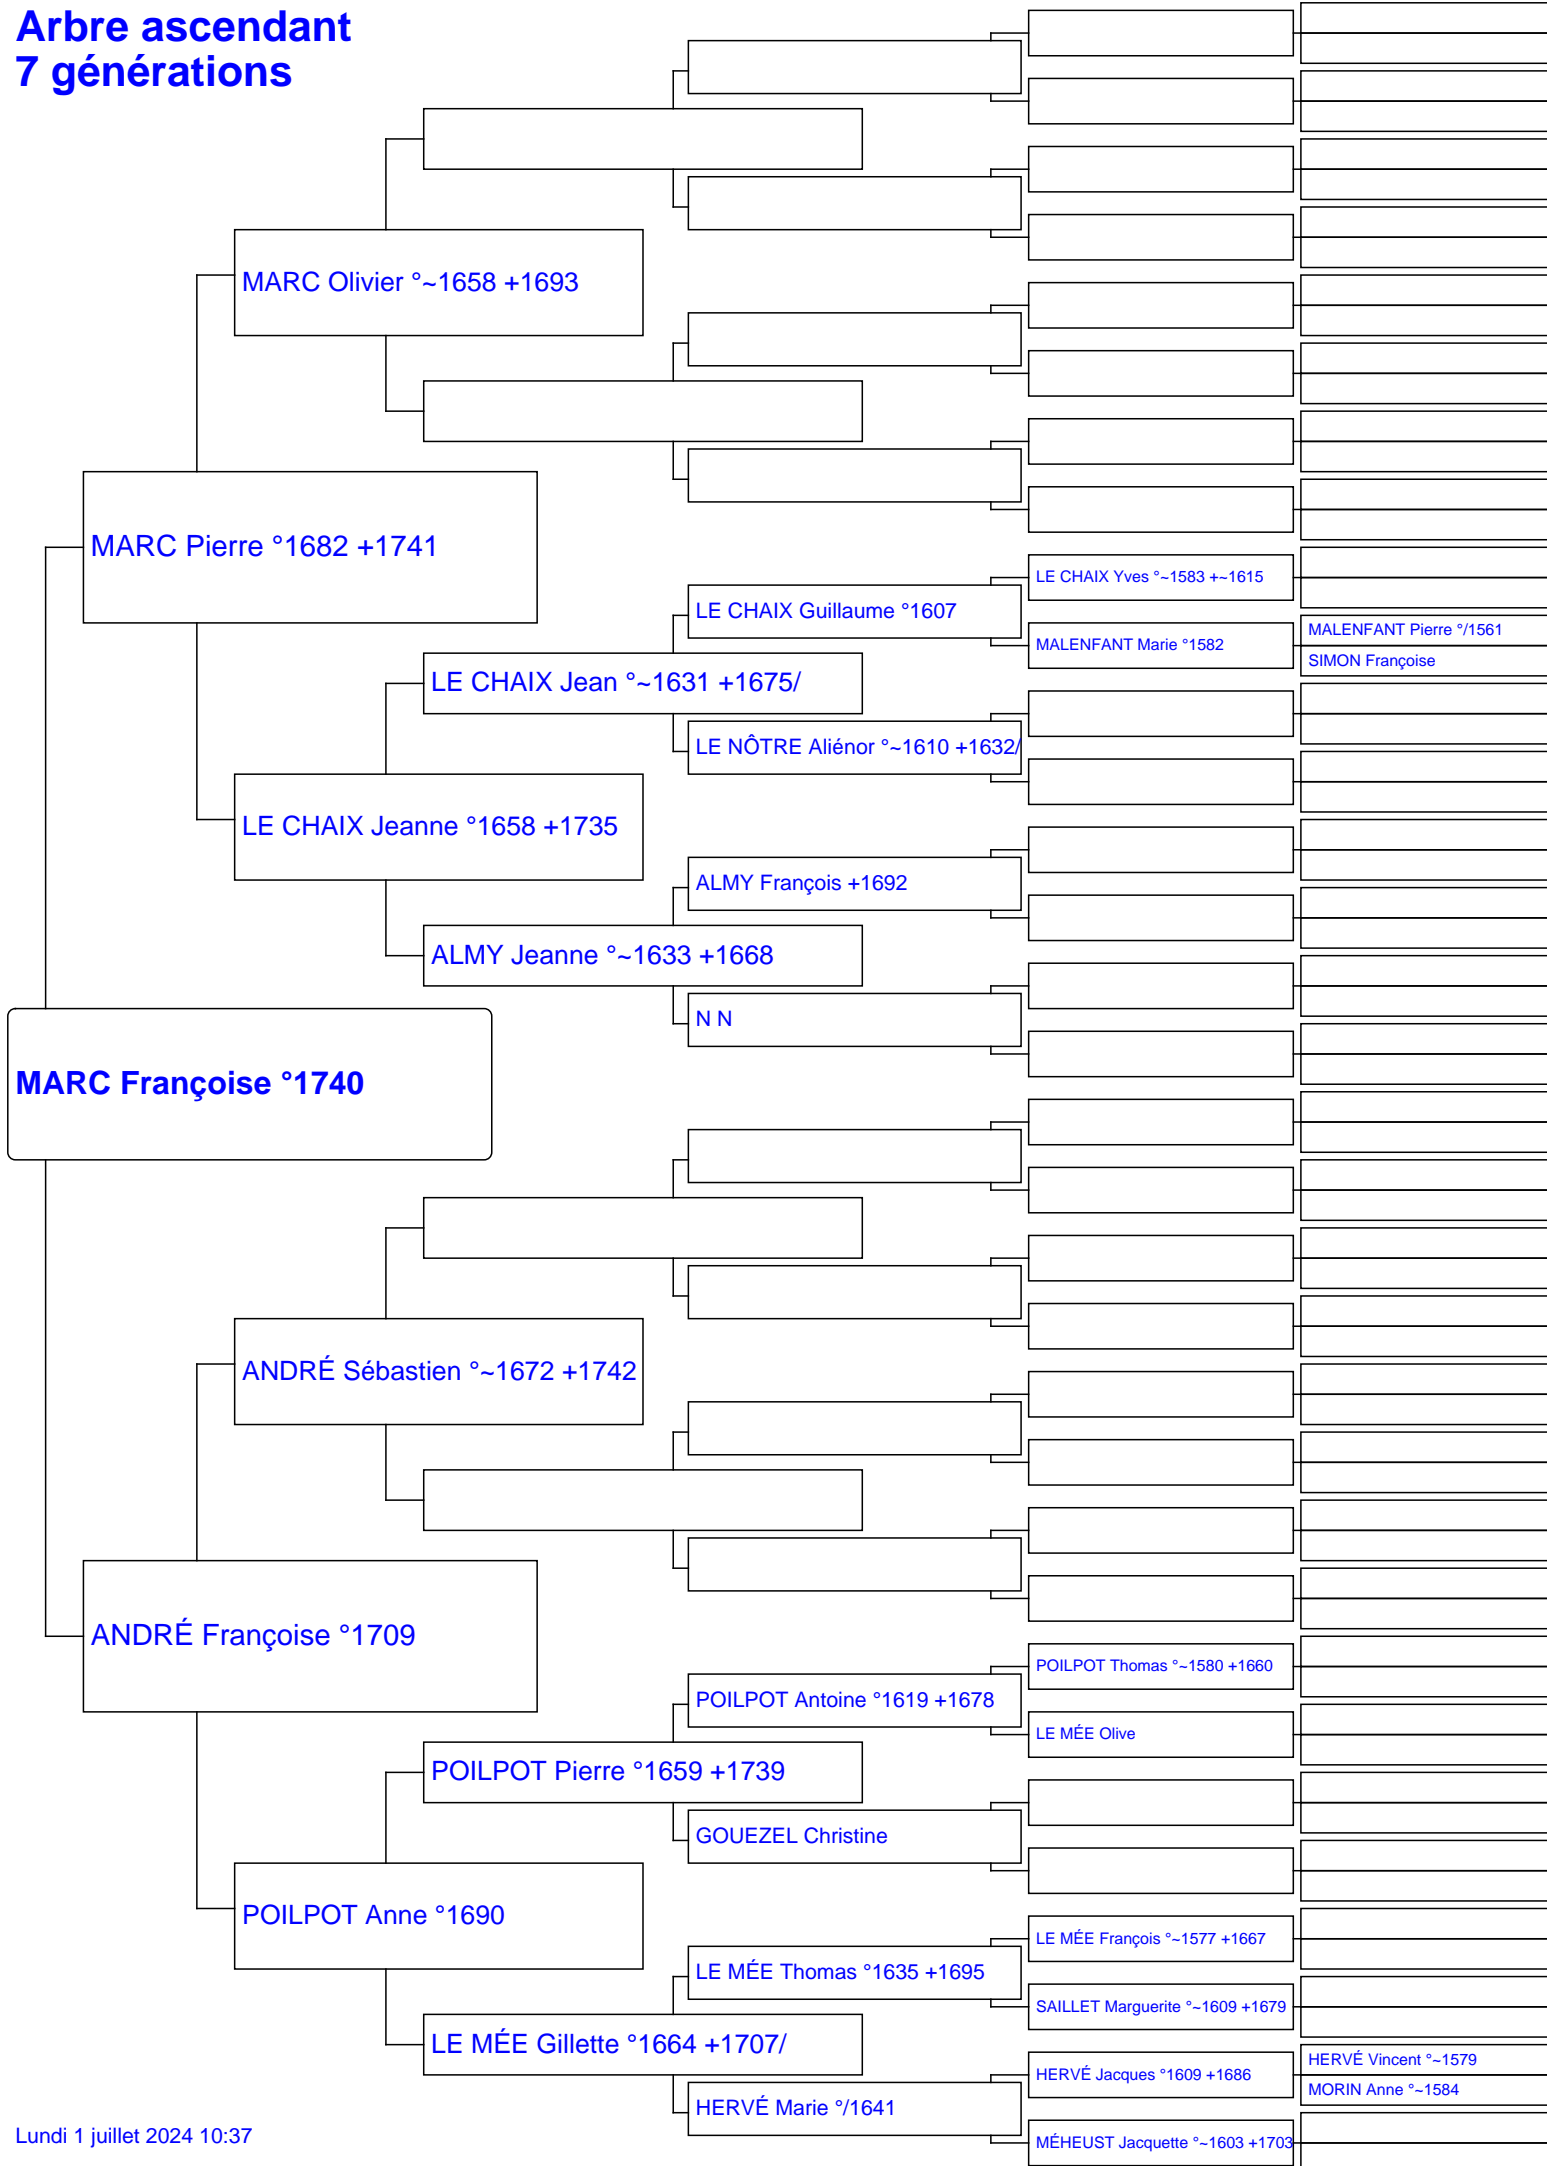 Arbre ascendant
7 générations
MARC Olivier °~1658 +1693
MARC Pierre °1682 +1741
LE CHAIX Yves °~1583 +~1615
LE CHAIX Guillaume °1607
MALENFANT Pierre °/1561
MALENFANT Marie °1582
SIMON Françoise
LE CHAIX Jean °~1631 +1675/
LE NÔTRE Aliénor °~1610 +1632/
LE CHAIX Jeanne °1658 +1735
ALMY François +1692
ALMY Jeanne °~1633 +1668
N N
MARC Françoise °1740
ANDRÉ Sébastien °~1672 +1742
ANDRÉ Françoise °1709
POILPOT Thomas °~1580 +1660
POILPOT Antoine °1619 +1678
LE MÉE Olive
POILPOT Pierre °1659 +1739
GOUEZEL Christine
POILPOT Anne °1690
LE MÉE François °~1577 +1667
LE MÉE Thomas °1635 +1695
SAILLET Marguerite °~1609 +1679
LE MÉE Gillette °1664 +1707/
HERVÉ Vincent °~1579
HERVÉ Jacques °1609 +1686
MORIN Anne °~1584
HERVÉ Marie °/1641
MÉHEUST Jacquette °~1603 +1703
Lundi 1 juillet 2024 10:37